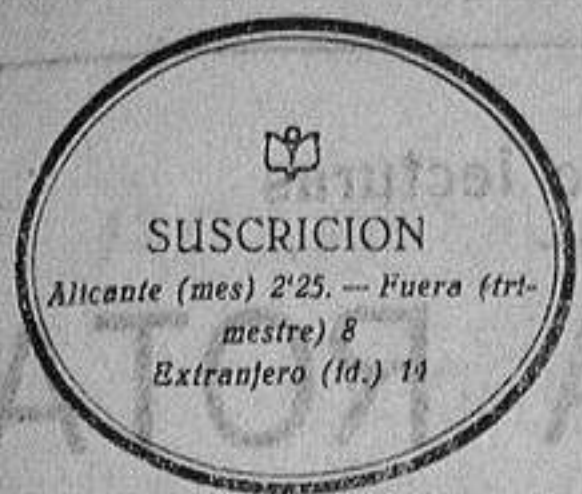 SUSCRICION
Alicante (mes) 2'25. — Fuera (tri-
mestre) 8
Extranjero (id.) 14